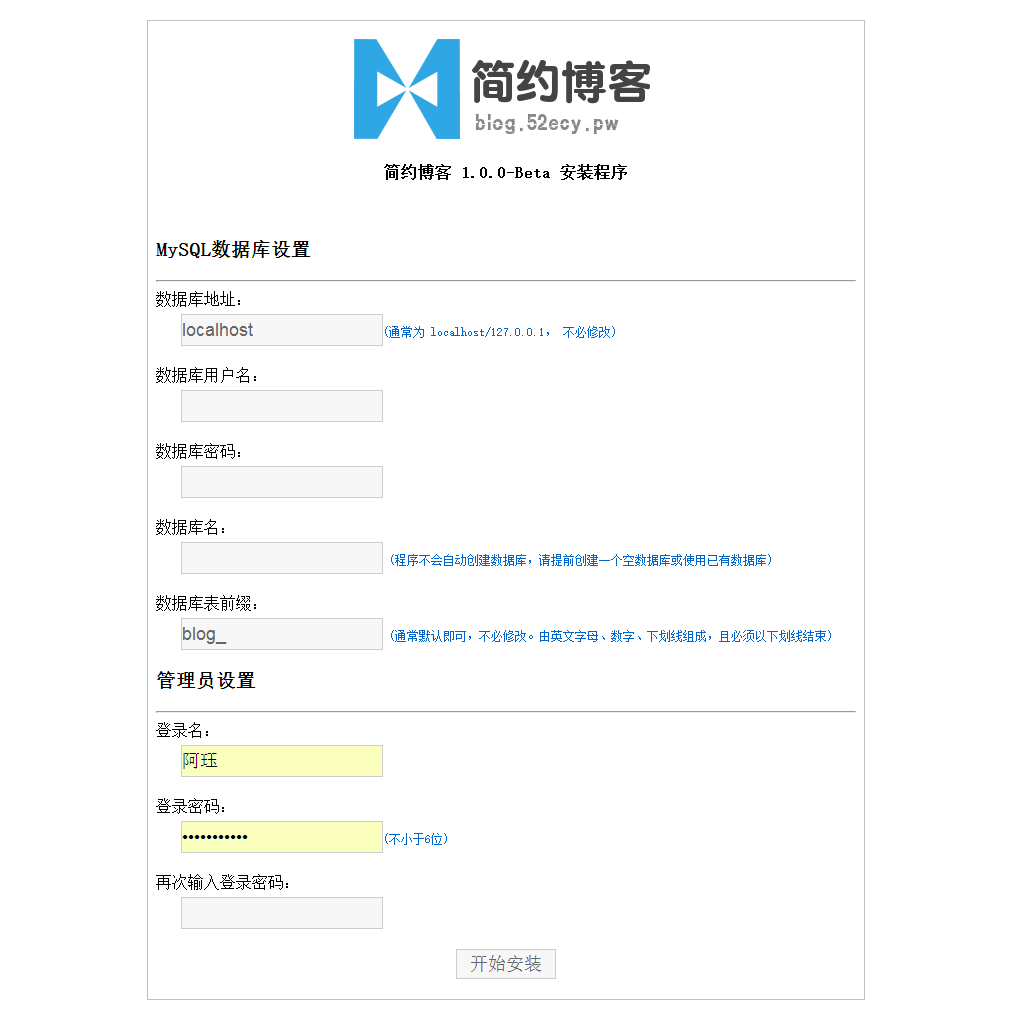 简约博客
blog.52ecy.pw
简约博客 1.0.0-Beta 安装程序
MySQL数据库设置
数据库地址：
localhost(通常为 localhost/127.0.0.1， 不必修改)
数据库用户名：
数据库密码：
数据库名：
(程序不会自动创建数据库，请提前创建一个空数据库或使用已有数据库)
数据库表前缀：
blog_ (通常默认即可，不必修改。由英文字母、数字、下划线组成，且必须以下划线结束)
管理员设置
登录名：
阿珏
登录密码：
•••••••••••(不小于6位)
再次输入登录密码：
开始安装